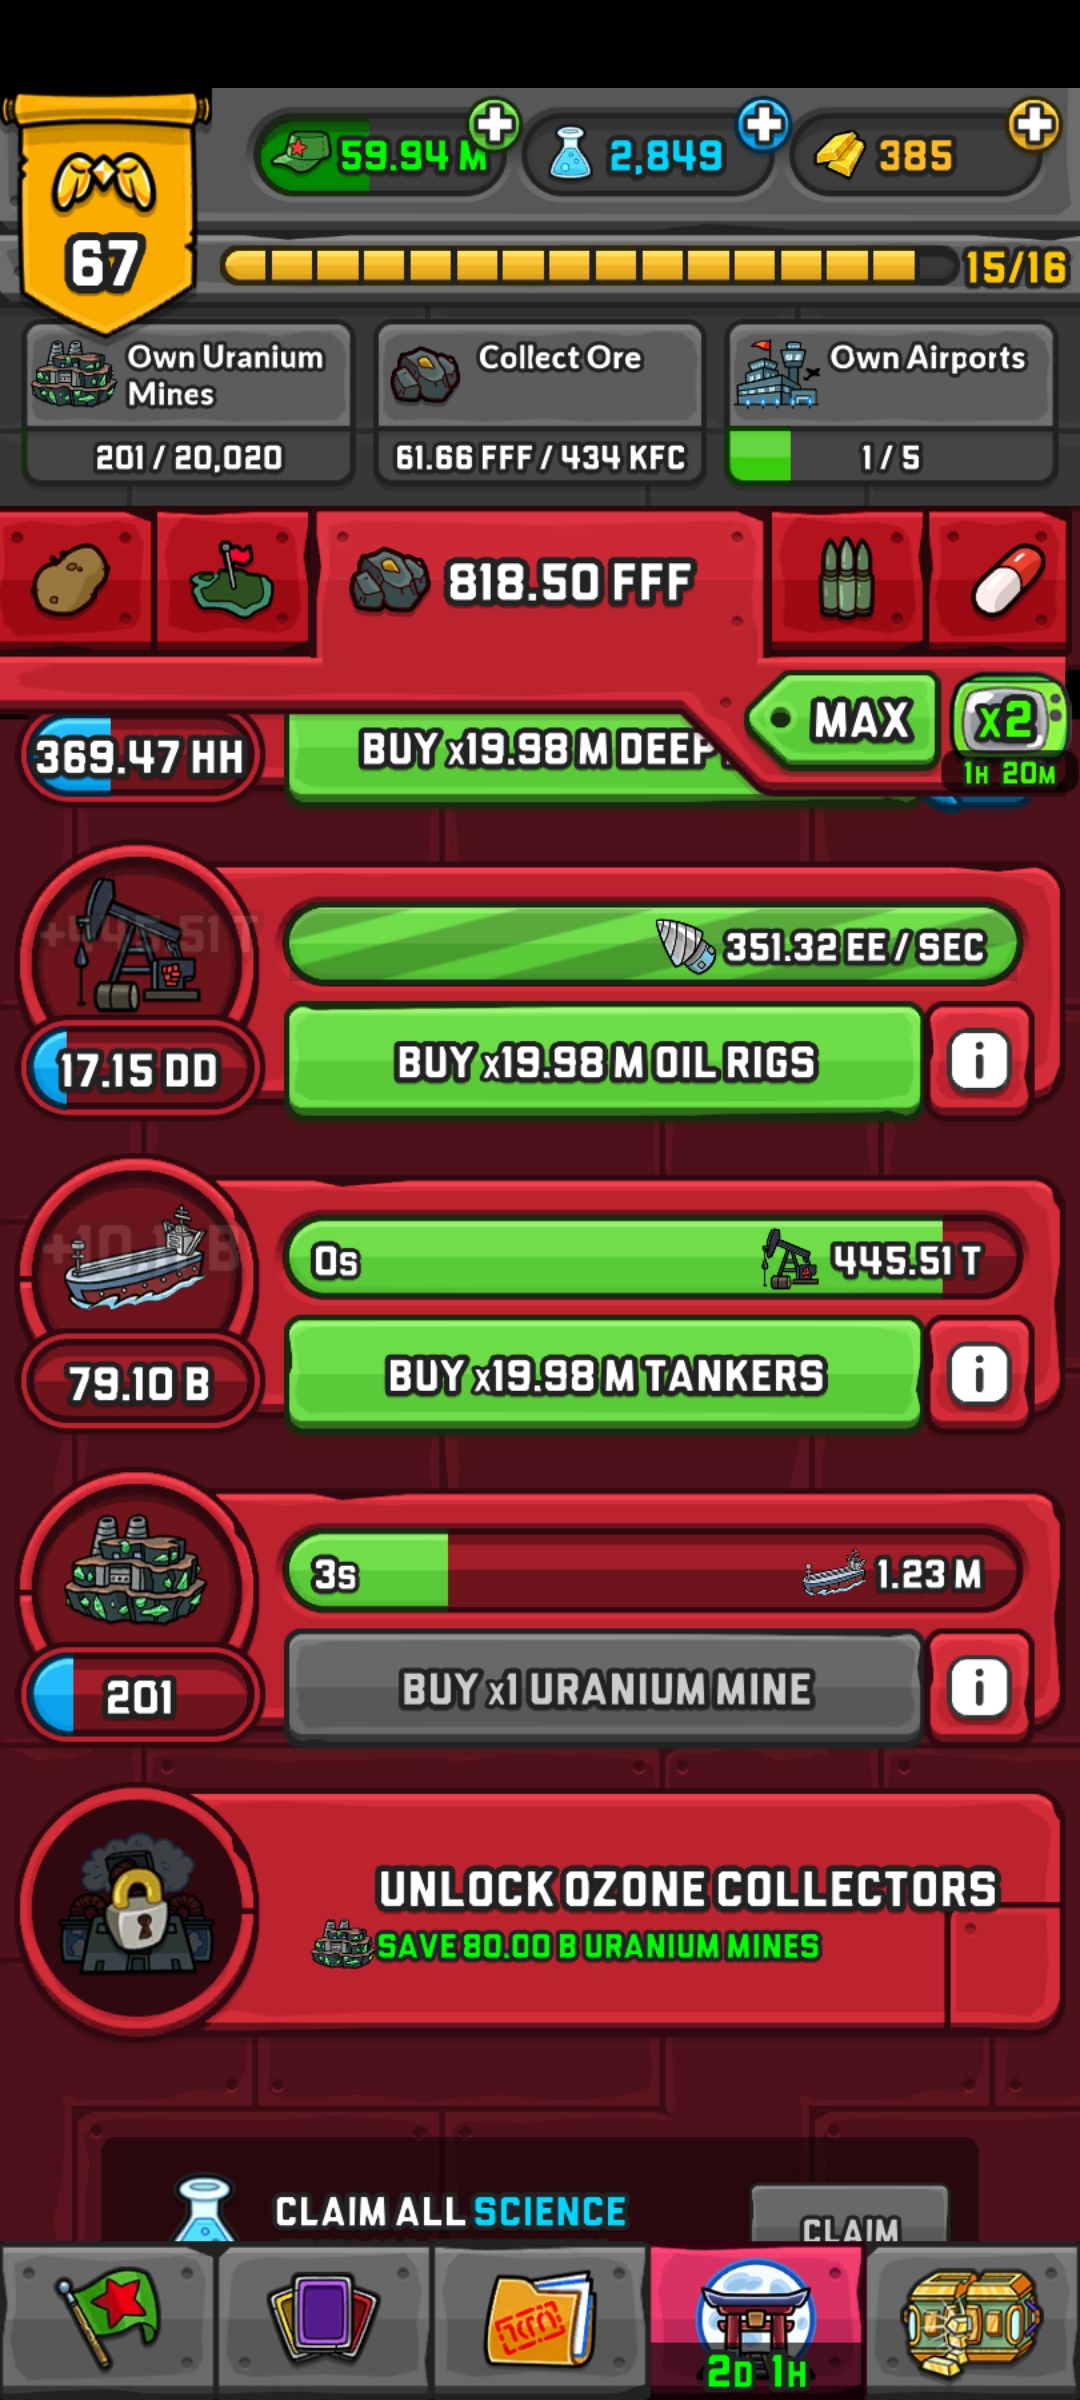 59.94 M
2,849
385
67
15/16
Own Uranium
Mines
201 / 20,020
Collect Ore
61.66 FFF / 434 KFC
Own Airports
1 / 5
818.50 FFF
MAX
x2
1H 20M
369.47 HH
BUY x19.98 M DEEP
+445.51 T
351.32 EE / SEC
17.15 DD
BUY x19.98 M OIL RIGS
i
0s
445.51 T
79.10 B
BUY x19.98 M TANKERS
i
3s
1.23 M
201
BUY x1 URANIUM MINE
i
UNLOCK OZONE COLLECTORS
SAVE 80.00 B URANIUM MINES
CLAIM ALL SCIENCE
CLAIM
2D 1H